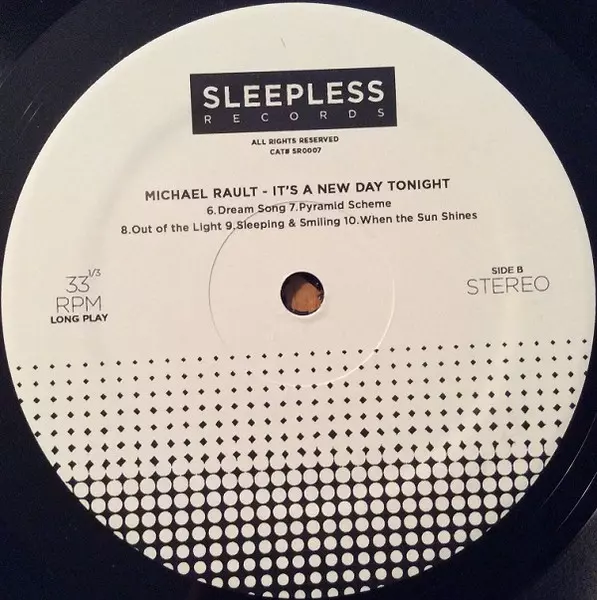 SLEEPLESS
RECORDS
ALL RIGHTS RESERVED
CAT# SR0007
MICHAEL RAULT - IT'S A NEW DAY TONIGHT
6.Dream Song 7.Pyramid Scheme
8.Out of the Light 9.Sleeping & Smiling 10.When the Sun Shines
33 1/3
RPM
LONG PLAY
SIDE B
STEREO